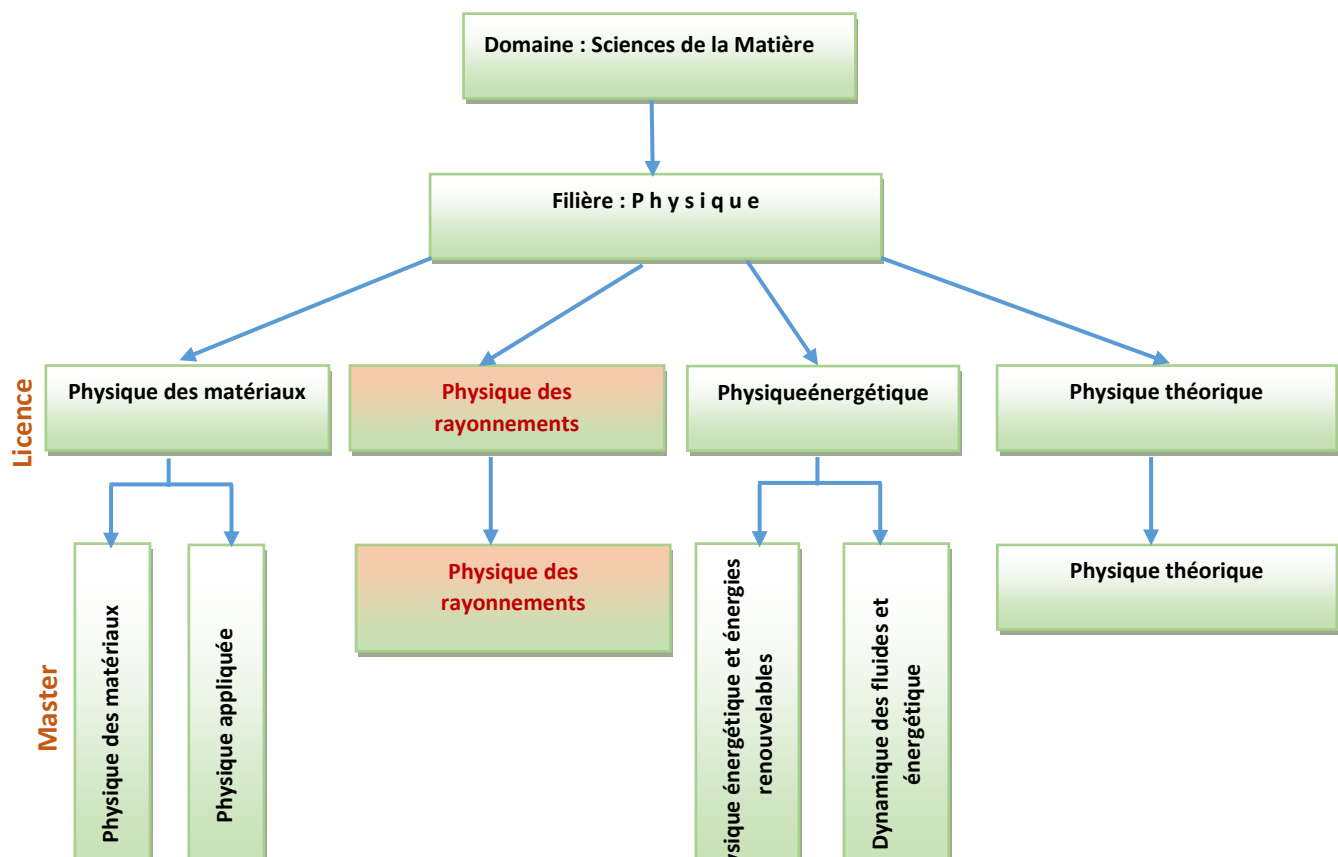 Domaine : Sciences de la Matière
Filière : P h y s i q u e
Licence
Physique des matériaux
Physique des
rayonnements
Physiqueénergétique
Physique théorique
Master
Physique des matériaux
Physique appliquée
Physique des
rayonnements
énergétique et énergies
renouvelables
Dynamique des fluides et
énergétique
Physique théorique